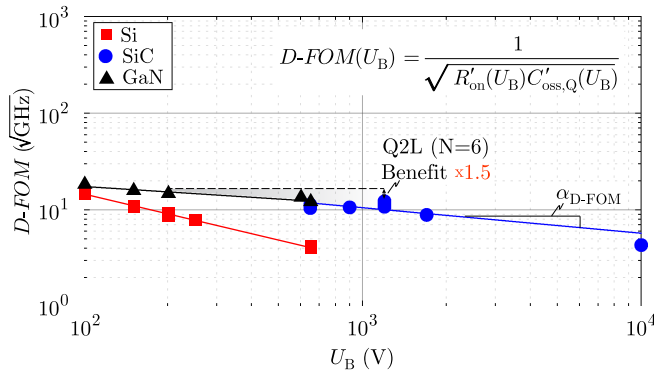 10³
10²
10¹
10⁰
D-FOM (√GHz)
Si
SiC
GaN
D-FOM(U_B) = 1 / √(R′_on(U_B)C′_oss,Q(U_B))
Q2L (N=6)
Benefit x1.5
α_D-FOM
10² 10³ 10⁴
U_B (V)